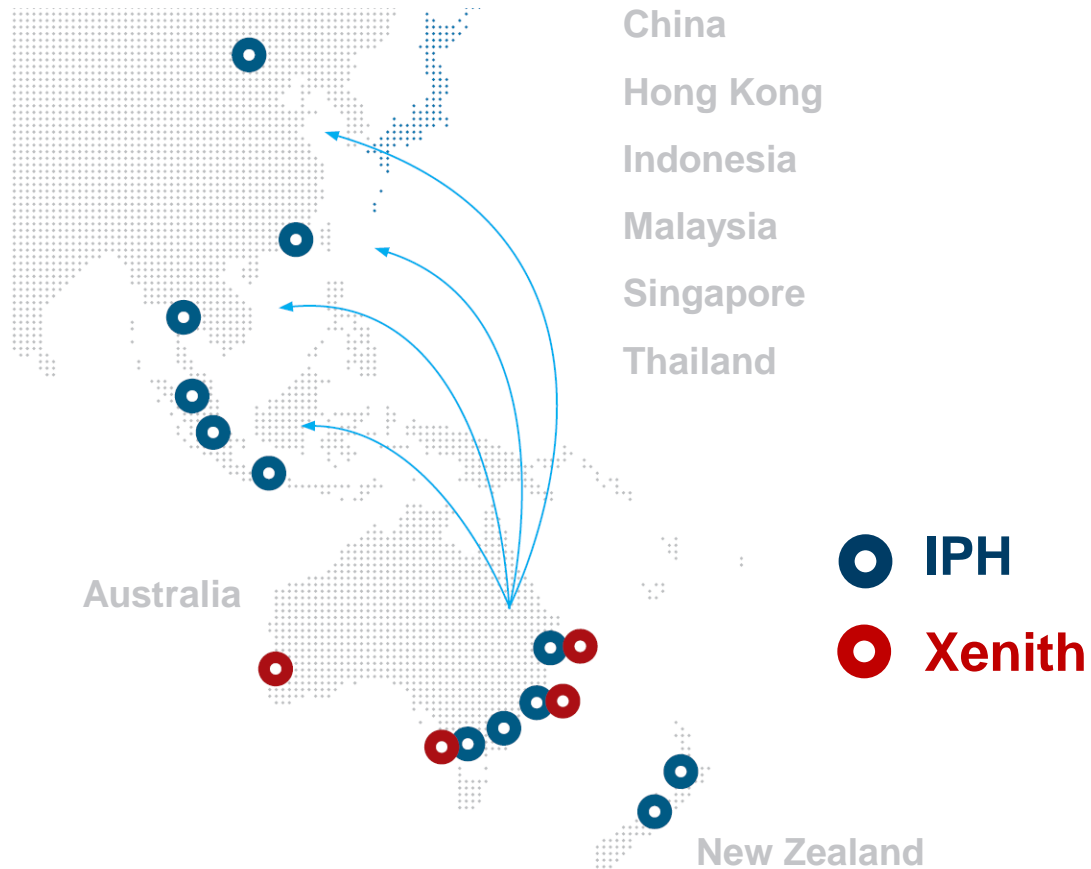 China
Hong Kong
Indonesia
Malaysia
Singapore
Thailand
IPH
Australia
Xenith
New Zealand